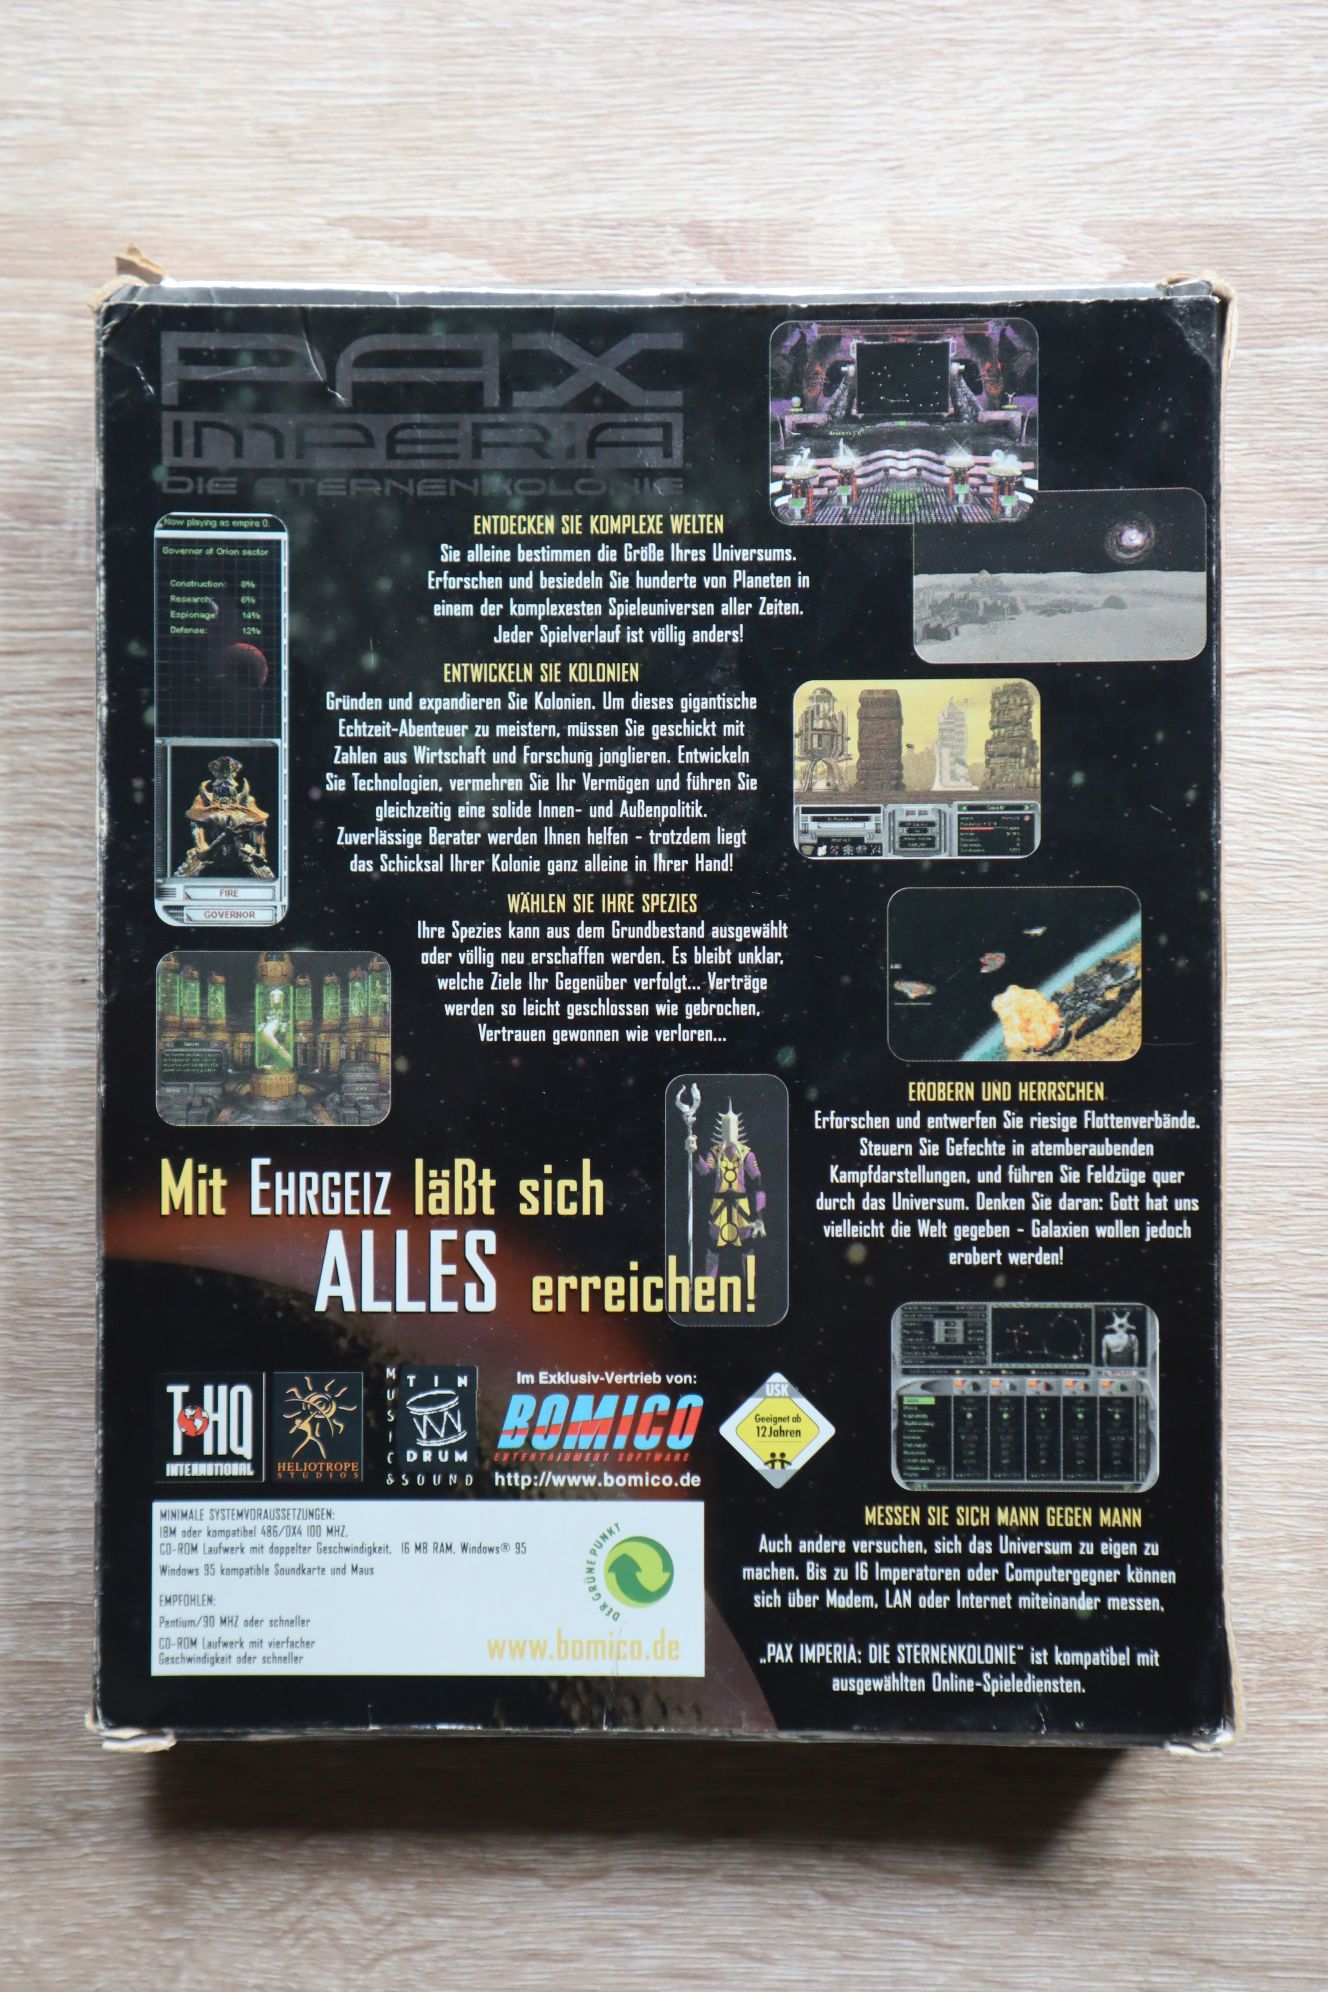 PAX
IMPERIA
DIE STERNENKOLONIE
Now playing as empire 0.
Governor of Orion sector
Construction: 8%
Research: 6%
Espionage: 14%
Defense: 12%
FIRE
GOVERNOR
ENTDECKEN SIE KOMPLEXE WELTEN
Sie alleine bestimmen die Größe Ihres Universums.
Erforschen und besiedeln Sie hunderte von Planeten in
einem der komplexesten Spieleuniversen aller Zeiten.
Jeder Spielverlauf ist völlig anders!
ENTWICKELN SIE KOLONIEN
Gründen und expandieren Sie Kolonien. Um dieses gigantische
Echtzeit-Abenteuer zu meistern, müssen Sie geschickt mit
Zahlen aus Wirtschaft und Forschung jonglieren. Entwickeln
Sie Technologien, vermehren Sie Ihr Vermögen und führen Sie
gleichzeitig eine solide Innen- und Außenpolitik.
Zuverlässige Berater werden Ihnen helfen - trotzdem liegt
das Schicksal Ihrer Kolonie ganz alleine in Ihrer Hand!
WÄHLEN SIE IHRE SPEZIES
Ihre Spezies kann aus dem Grundbestand ausgewählt
oder völlig neu erschaffen werden. Es bleibt unklar,
welche Ziele Ihr Gegenüber verfolgt... Verträge
werden so leicht geschlossen wie gebrochen,
Vertrauen gewonnen wie verloren...
EROBERN UND HERRSCHEN
Erforschen und entwerfen Sie riesige Flottenverbände.
Steuern Sie Gefechte in atemberaubenden
Kampfdarstellungen, und führen Sie Feldzüge quer
durch das Universum. Denken Sie daran: Gott hat uns
vielleicht die Welt gegeben - Galaxien wollen jedoch
erobert werden!
Mit EHRGEIZ läßt sich
ALLES erreichen!
T·HQ
INTERNATIONAL
HELIOTROPE
STUDIOS
MUSIC
TIN
DRUM
& SOUND
Im Exklusiv-Vertrieb von:
BOMICO
ENTERTAINMENT SOFTWARE
http://www.bomico.de
USK
Geeignet ab
12 Jahren
MINIMALE SYSTEMVORAUSSETZUNGEN:
IBM oder kompatibel 486/DX4 100 MHZ,
CD-ROM Laufwerk mit doppelter Geschwindigkeit, 16 MB RAM, Windows® 95
Windows 95 kompatible Soundkarte und Maus
EMPFOHLEN:
Pentium/90 MHZ oder schneller
CD-ROM Laufwerk mit vierfacher
Geschwindigkeit oder schneller
DER GRÜNE PUNKT
www.bomico.de
MESSEN SIE SICH MANN GEGEN MANN
Auch andere versuchen, sich das Universum zu eigen zu
machen. Bis zu 16 Imperatoren oder Computergegner können
sich über Modem, LAN oder Internet miteinander messen.
„PAX IMPERIA: DIE STERNENKOLONIE" ist kompatibel mit
ausgewählten Online-Spielediensten.